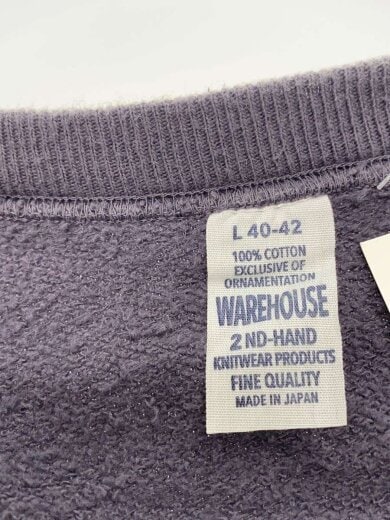 L 40-42
100% COTTON
EXCLUSIVE OF
ORNAMENTATION
WAREHOUSE
2 ND-HAND
KNITWEAR PRODUCTS
FINE QUALITY
MADE IN JAPAN